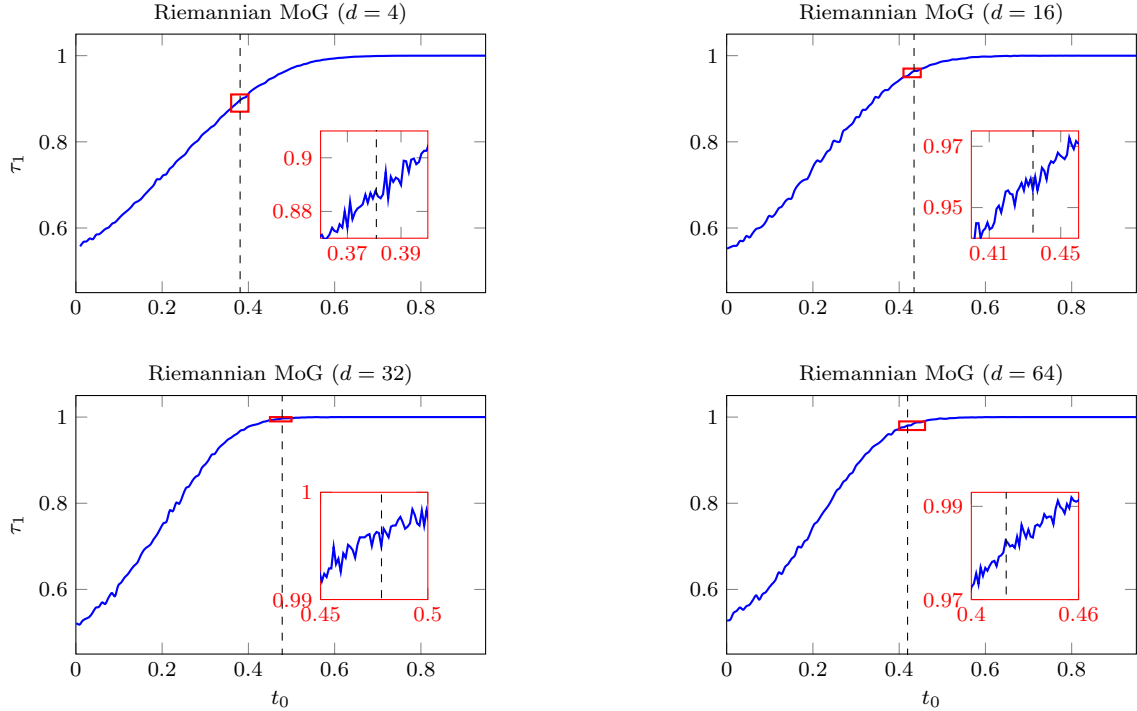 Riemannian MoG (d = 4)
1
0.8
0.6
τ₁
0.9
0.88
0.37 0.39
0 0.2 0.4 0.6 0.8
Riemannian MoG (d = 16)
1
0.8
0.6
0.97
0.95
0.41 0.45
0 0.2 0.4 0.6 0.8
Riemannian MoG (d = 32)
1
0.8
0.6
τ₁
1
0.99
0.45 0.5
0 0.2 0.4 0.6 0.8
t₀
Riemannian MoG (d = 64)
1
0.8
0.6
0.99
0.97
0.4 0.46
0 0.2 0.4 0.6 0.8
t₀